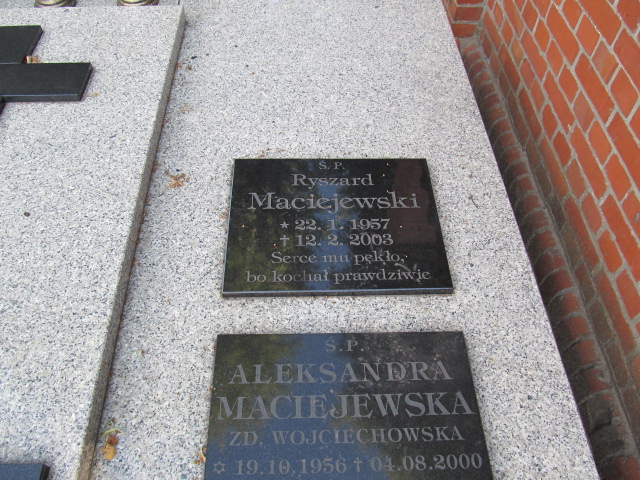 Ś. P.
Ryszard
Maciejewski
* 22. 1. 1957
† 12. 2. 2003
Serce mu pękło,
bo kochał prawdziwie
Ś. P.
ALEKSANDRA
MACIEJEWSKA
ZD. WOJCIECHOWSKA
✡ 19.10.1956 † 04.08.2000